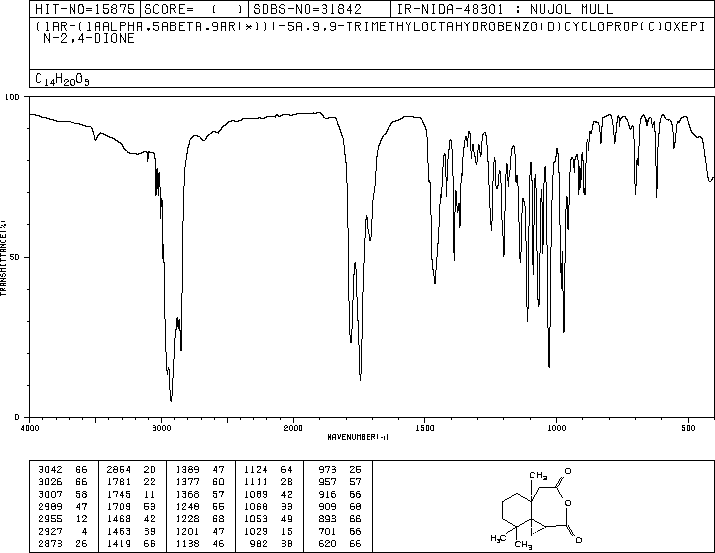 HIT-NO=15875 SCORE= ( ) SDBS-NO=31842 IR-NIDA-48301 : NUJOL MULL
(1AR-(1AALPHA,5ABETA,9AR(*)))-5A,9,9-TRIMETHYLOCTAHYDROBENZO(D)CYCLOPROP(C)OXEPI
N-2,4-DIONE
C14H20O3
100
50
0
TRANSMITTANCE(%)
4000 3000 2000 1500 1000 500
WAVENUMBER(-1)
3042 66 2854 20 1389 47 1124 64 973 25
3026 66 1781 22 1377 60 1111 28 957 57
3007 58 1745 11 1368 57 1089 42 916 66
2989 47 1709 53 1248 55 1068 33 909 68
2955 12 1468 42 1228 68 1053 49 893 66
2927 4 1463 39 1201 47 1029 15 701 66
2873 26 1419 66 1138 46 982 38 620 66
CH3
O
O
O
H3C
CH3